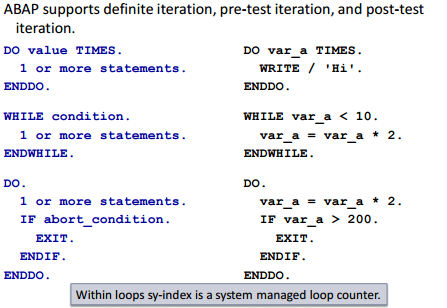 ABAP supports definite iteration, pre-test iteration, and post-test
iteration.
DO value TIMES.
1 or more statements.
ENDDO.
DO var_a TIMES.
WRITE / 'Hi'.
ENDDO.
WHILE condition.
1 or more statements.
ENDWHILE.
WHILE var_a < 10.
var_a = var_a * 2.
ENDWHILE.
DO.
1 or more statements.
IF abort_condition.
EXIT.
ENDIF.
ENDDO.
DO.
var_a = var_a * 2.
IF var_a > 200.
EXIT.
ENDIF.
ENDDO.
Within loops sy-index is a system managed loop counter.